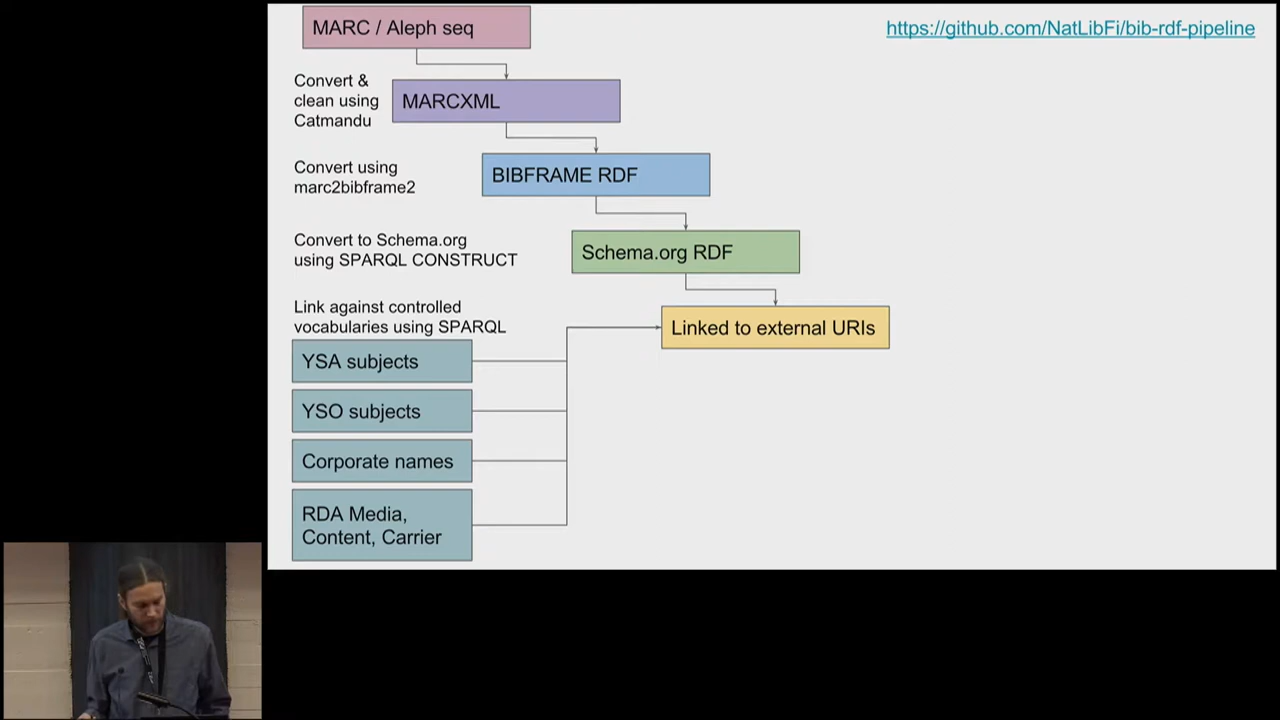 MARC / Aleph seq
https://github.com/NatLibFi/bib-rdf-pipeline
Convert &
clean using
Catmandu
MARCXML
Convert using
marc2bibframe2
BIBFRAME RDF
Convert to Schema.org
using SPARQL CONSTRUCT
Schema.org RDF
Link against controlled
vocabularies using SPARQL
Linked to external URIs
YSA subjects
YSO subjects
Corporate names
RDA Media,
Content, Carrier